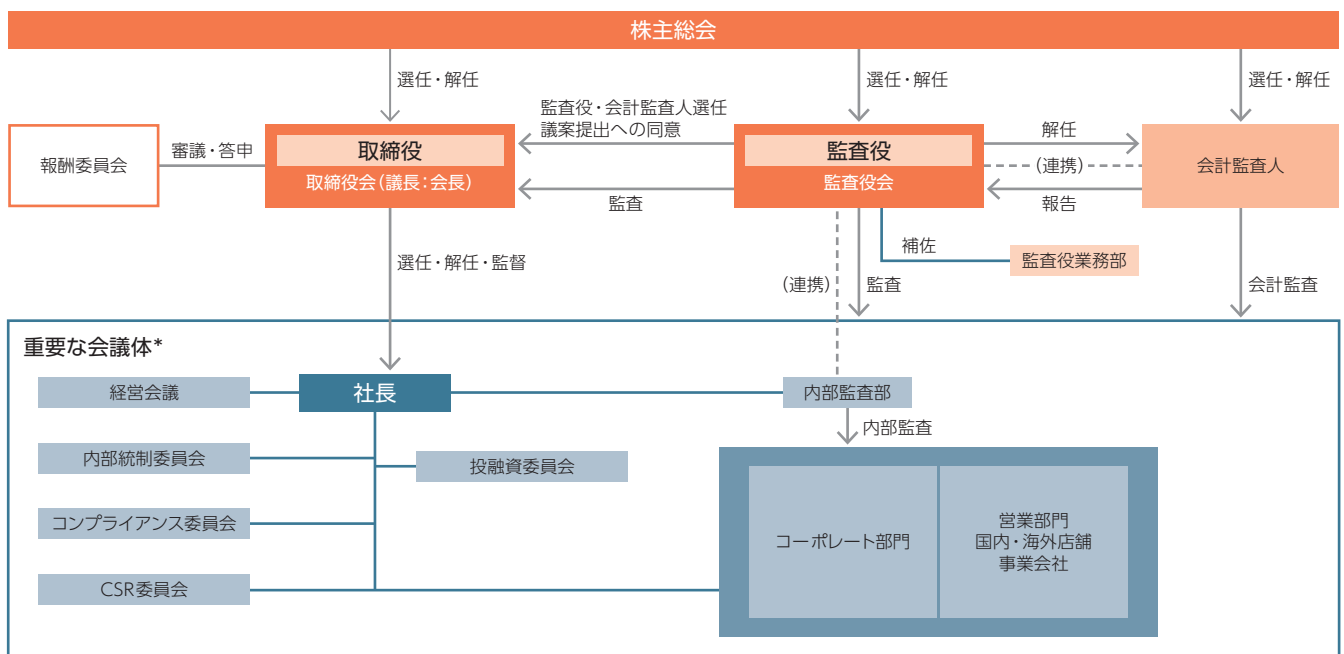 株主総会
選任・解任
選任・解任
選任・解任
報酬委員会
審議・答申
取締役
取締役会（議長：会長）
監査役・会計監査人選任
議案提出への同意
監査
監査役
監査役会
解任
（連携）
報告
会計監査人
選任・解任・監督
（連携）
監査
補佐
監査役業務部
会計監査
重要な会議体*
経営会議
社長
内部監査部
内部監査
内部統制委員会
投融資委員会
コンプライアンス委員会
CSR委員会
コーポレート部門
営業部門
国内・海外店舗
事業会社